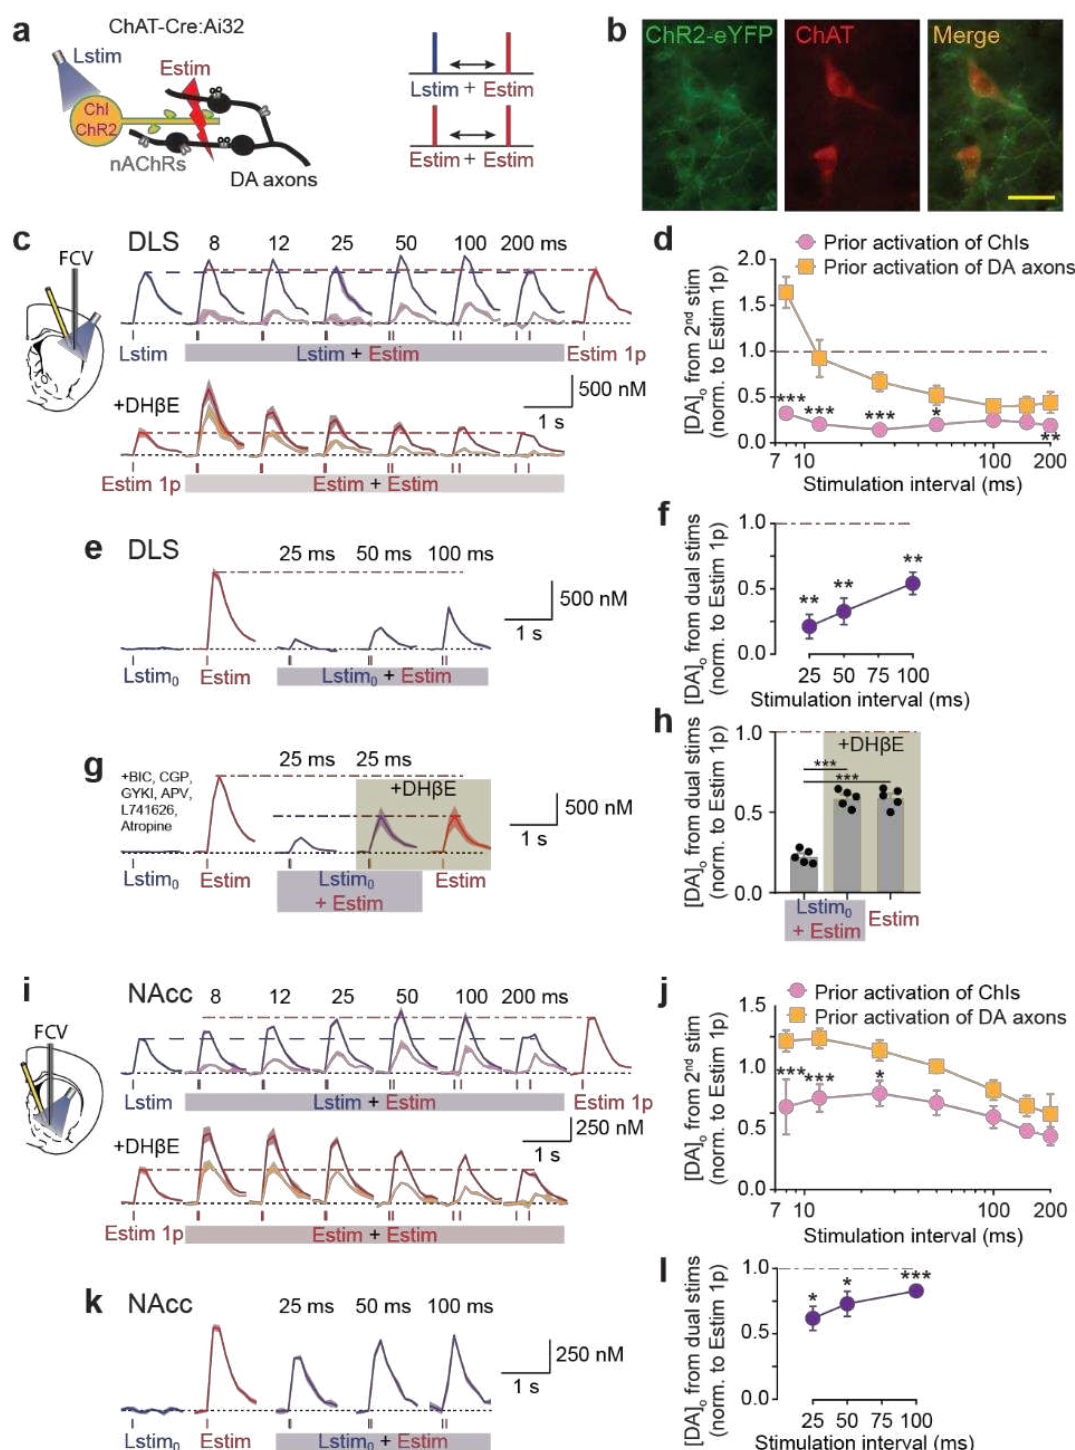 a
ChAT-Cre:Ai32
Lstim
Estim
ChI
ChR2
nAChRs
DA axons
Lstim + Estim
Estim + Estim
b
ChR2-eYFP
ChAT
Merge
c
FCV
DLS
8 12 25 50 100 200 ms
Lstim
Lstim + Estim
Estim 1p
+DHβE
500 nM
1 s
Estim 1p
Estim + Estim
d
Prior activation of ChIs
Prior activation of DA axons
[DA]o from 2nd stim
(norm. to Estim 1p)
2.0
1.5
1.0
0.5
0.0
***
***
***
*
**
7 10 100 200
Stimulation interval (ms)
e
DLS
25 ms 50 ms 100 ms
500 nM
1 s
Lstim0
Estim
Lstim0 + Estim
f
[DA]o from dual stims
(norm. to Estim 1p)
1.0
0.5
0.0
**
**
**
25 50 75 100
Stimulation interval (ms)
g
+BIC, CGP,
GYKI, APV,
L741626,
Atropine
25 ms 25 ms
+DHβE
500 nM
1 s
Lstim0
Estim
Lstim0
+ Estim
Estim
h
[DA]o from dual stims
(norm. to Estim 1p)
1.0
0.5
0.0
+DHβE
***
***
Lstim0
+ Estim
Estim
i
FCV
NAcc
8 12 25 50 100 200 ms
Lstim
Lstim + Estim
Estim 1p
+DHβE
250 nM
1 s
Estim 1p
Estim + Estim
j
Prior activation of ChIs
Prior activation of DA axons
[DA]o from 2nd stim
(norm. to Estim 1p)
1.5
1.0
0.5
0.0
***
***
*
7 10 100 200
Stimulation interval (ms)
k
NAcc
25 ms 50 ms 100 ms
250 nM
1 s
Lstim0
Estim
Lstim0 + Estim
l
[DA]o from dual stims
(norm. to Estim 1p)
1.0
0.5
0.0
*
*
***
25 50 75 100
Stimulation interval (ms)